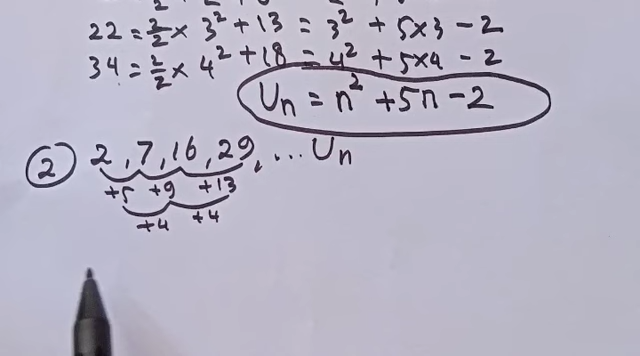 22 = 2/2 × 3² + 13 = 3² + 5×3 − 2
34 = 2/2 × 4² + 18 = 4² + 5×4 − 2
Un = n² + 5n − 2
② 2, 7, 16, 29, ... Un
+5 +9 +13
+4 +4